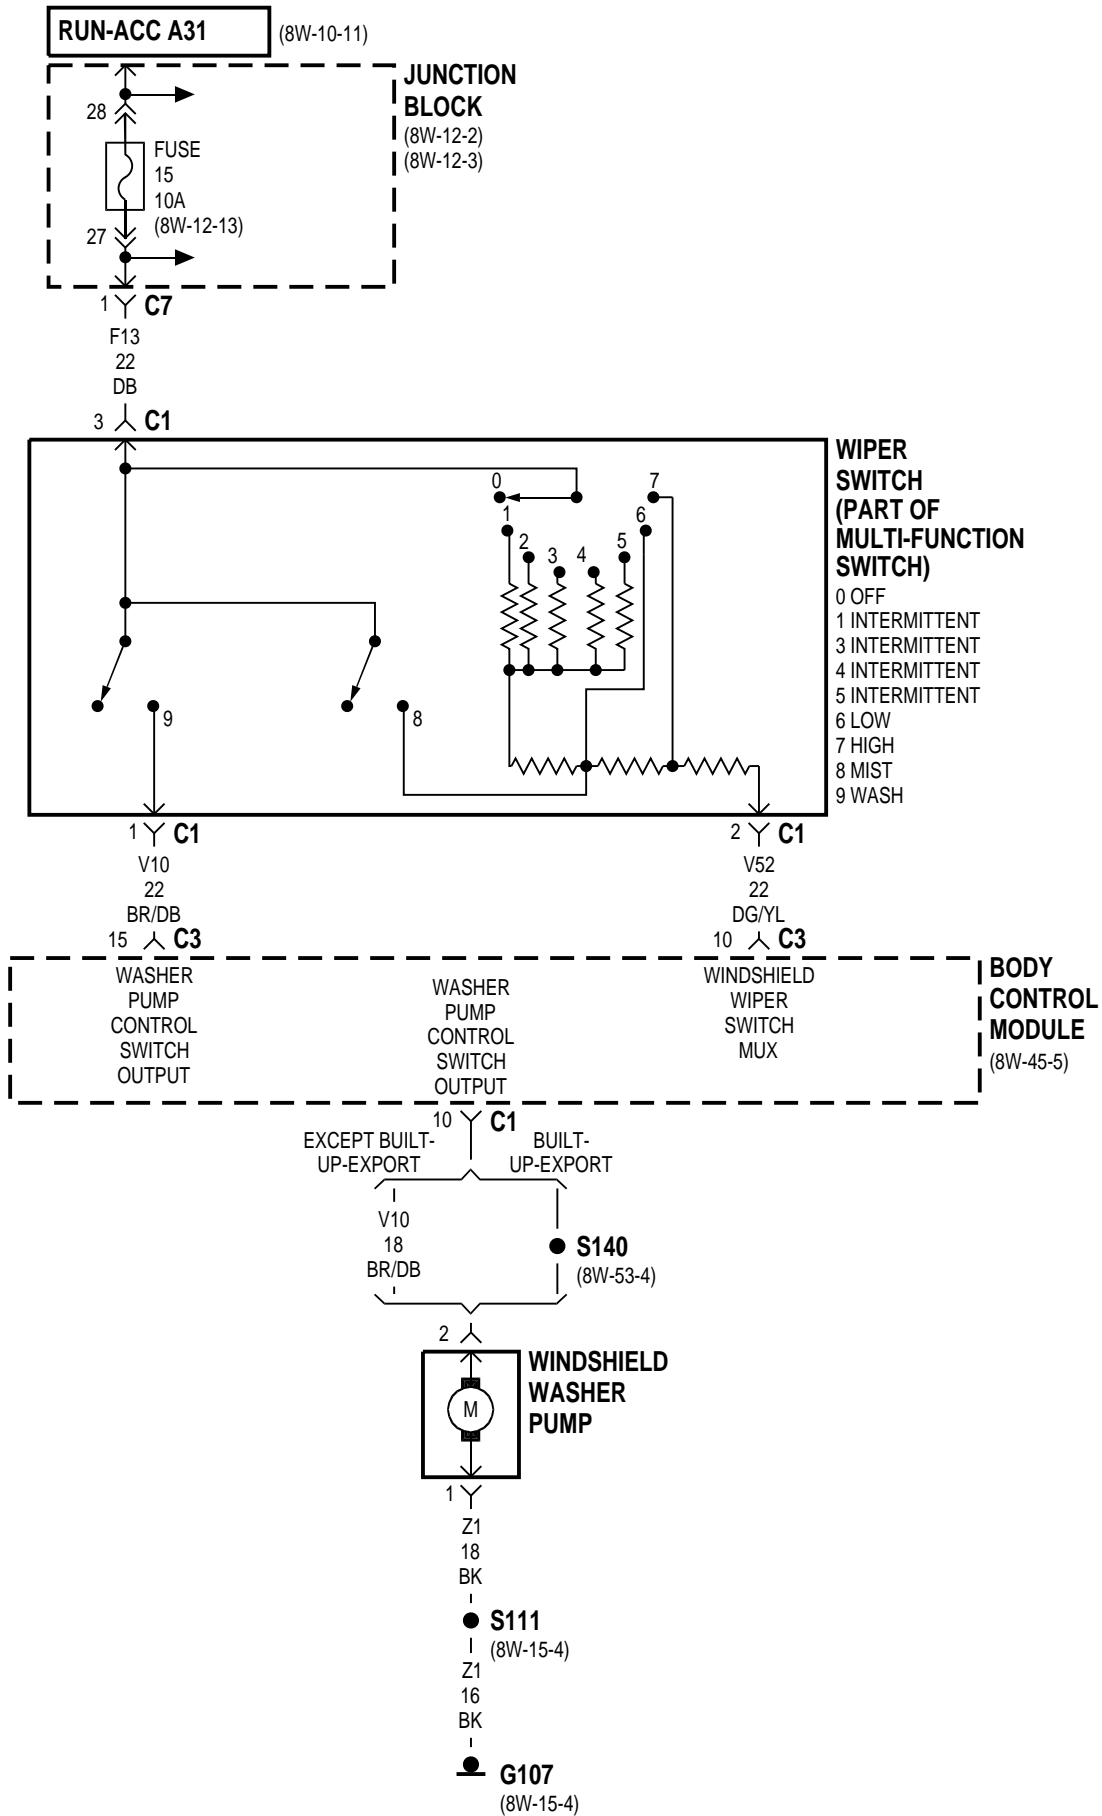 RUN-ACC A31
(8W-10-11)
JUNCTION
BLOCK
(8W-12-2)
(8W-12-3)
28
FUSE
15
10A
(8W-12-13)
27
1
C7
F13
22
DB
3
C1
WIPER
SWITCH
(PART OF
MULTI-FUNCTION
SWITCH)
0 OFF
1 INTERMITTENT
3 INTERMITTENT
4 INTERMITTENT
5 INTERMITTENT
6 LOW
7 HIGH
8 MIST
9 WASH
0
1
2
3
4
5
6
7
9
8
1
C1
V10
22
BR/DB
15
C3
2
C1
V52
22
DG/YL
10
C3
WASHER
PUMP
CONTROL
SWITCH
OUTPUT
WASHER
PUMP
CONTROL
SWITCH
OUTPUT
WINDSHIELD
WIPER
SWITCH
MUX
BODY
CONTROL
MODULE
(8W-45-5)
10
C1
EXCEPT BUILT-
UP-EXPORT
BUILT-
UP-EXPORT
V10
18
BR/DB
S140
(8W-53-4)
2
WINDSHIELD
WASHER
PUMP
M
1
Z1
18
BK
S111
(8W-15-4)
Z1
16
BK
G107
(8W-15-4)